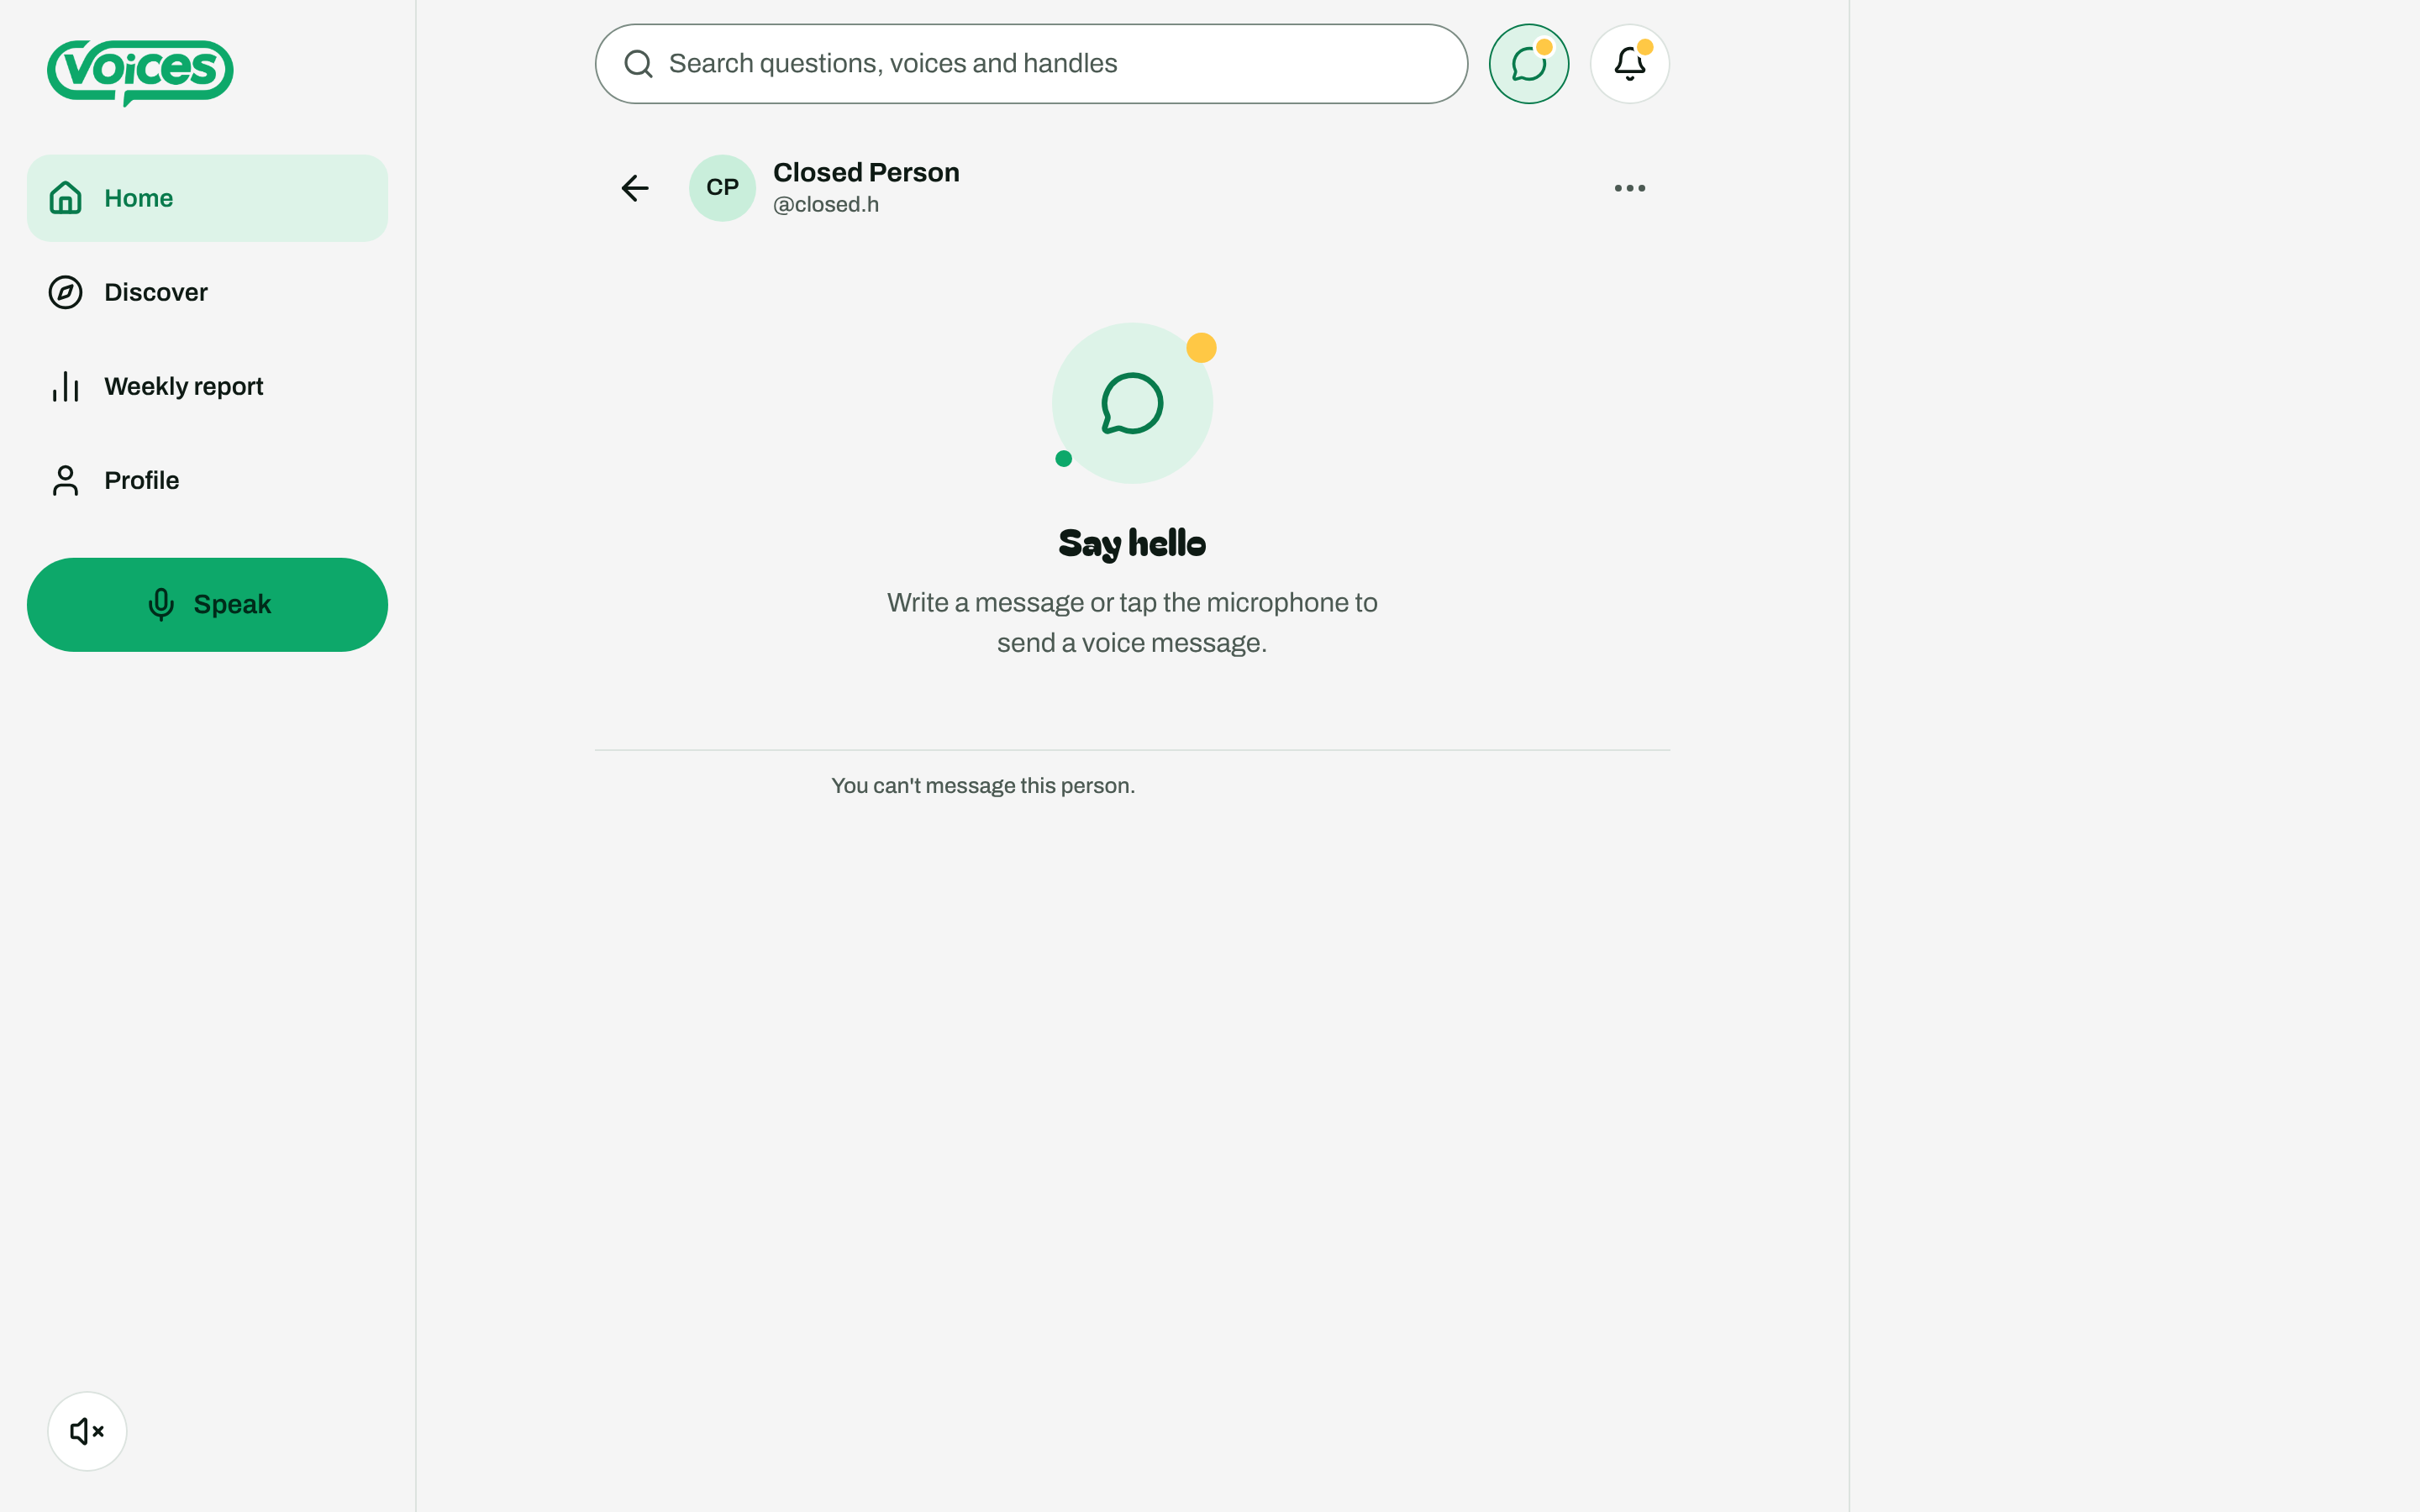 voices
Search questions, voices and handles
Home
Discover
Weekly report
Profile
Speak
CP
Closed Person
@closed.h
Say hello
Write a message or tap the microphone to
send a voice message.
You can't message this person.